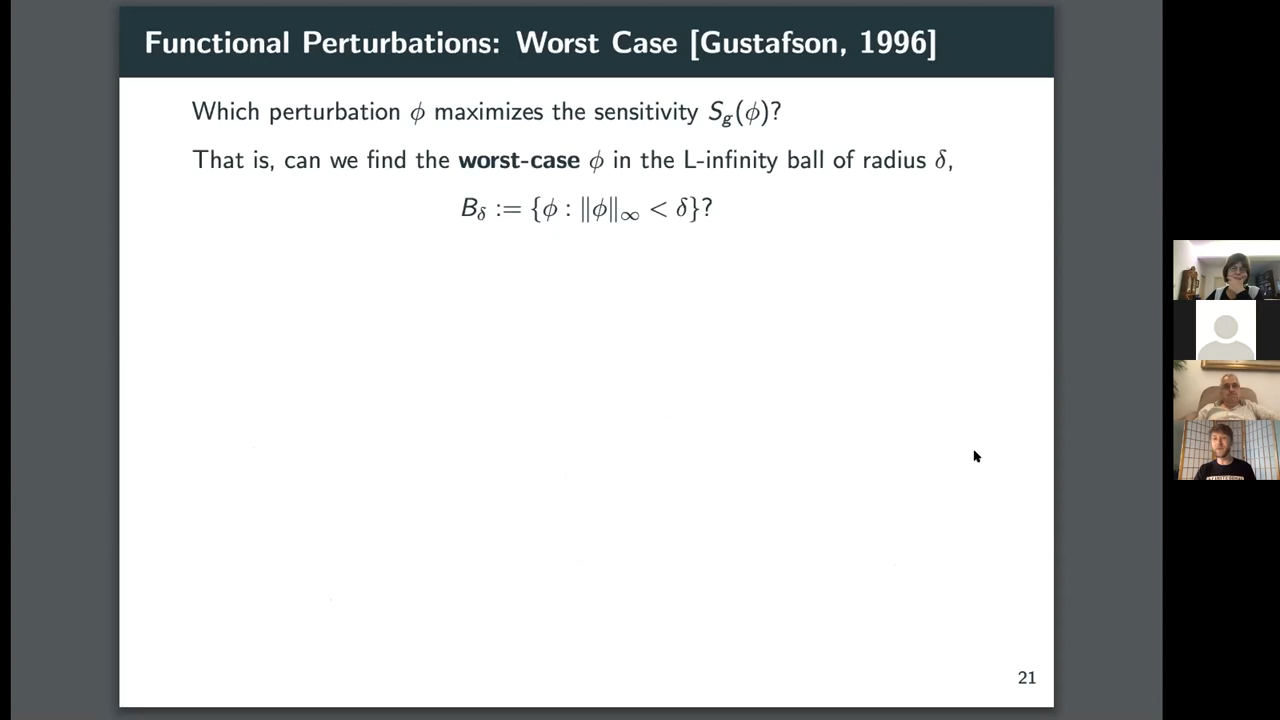 Functional Perturbations: Worst Case [Gustafson, 1996]
Which perturbation ϕ maximizes the sensitivity S_g(ϕ)?
That is, can we find the worst-case ϕ in the L-infinity ball of radius δ,
B_δ := {ϕ : ‖ϕ‖_∞ < δ}?
21